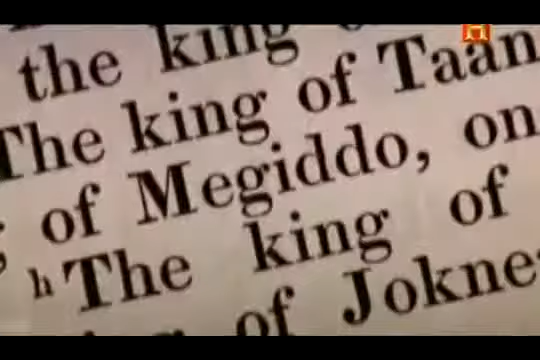 the king
The king of Taan
of Megiddo, on
h The king of
of Jokne